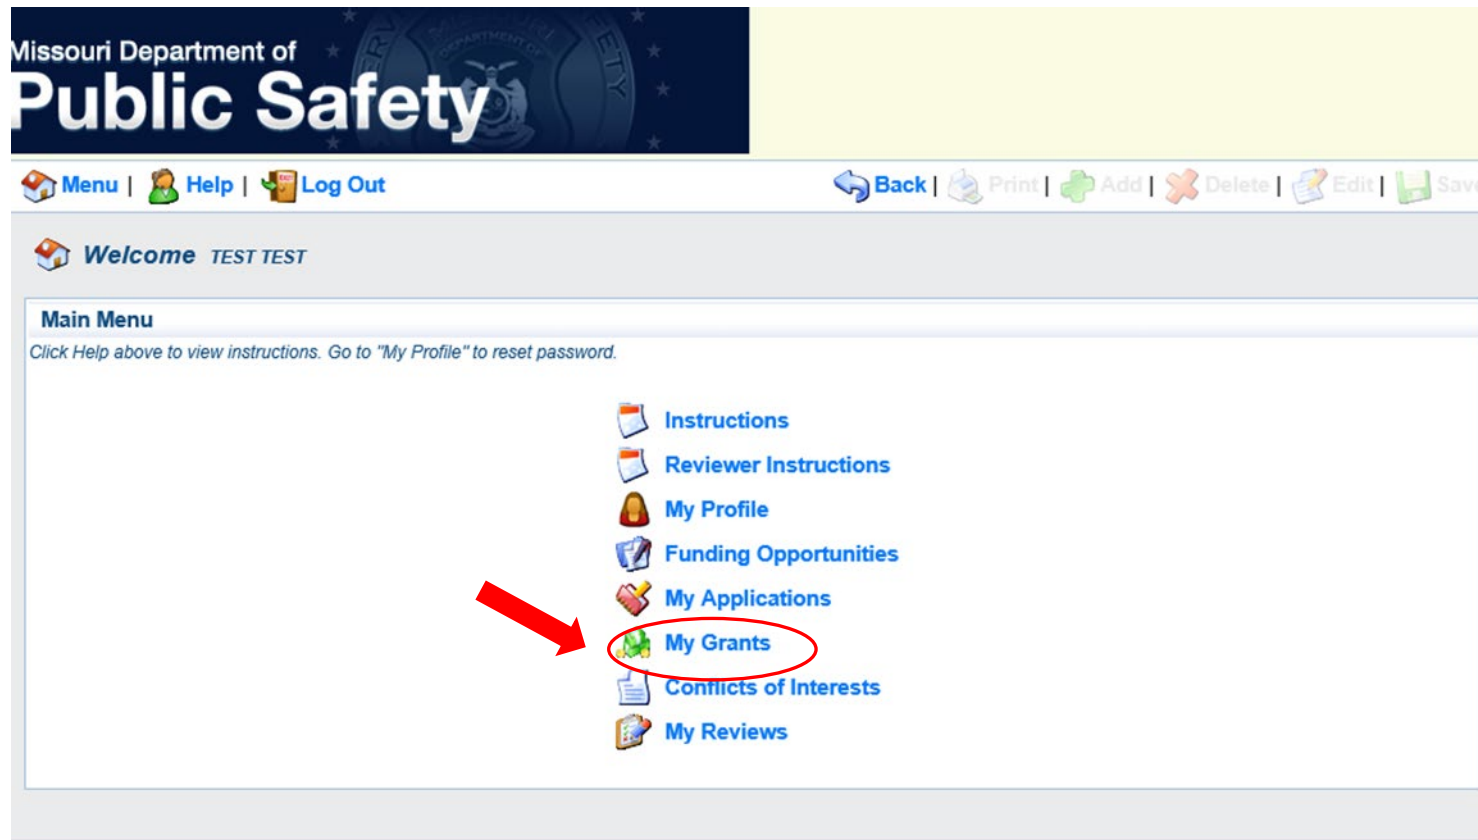 Missouri Department of
Public Safety
Menu | Help | Log Out
Back | Print | Add | Delete | Edit | Save
Welcome TEST TEST
Main Menu
Click Help above to view instructions. Go to "My Profile" to reset password.
Instructions
Reviewer Instructions
My Profile
Funding Opportunities
My Applications
My Grants
Conflicts of Interests
My Reviews